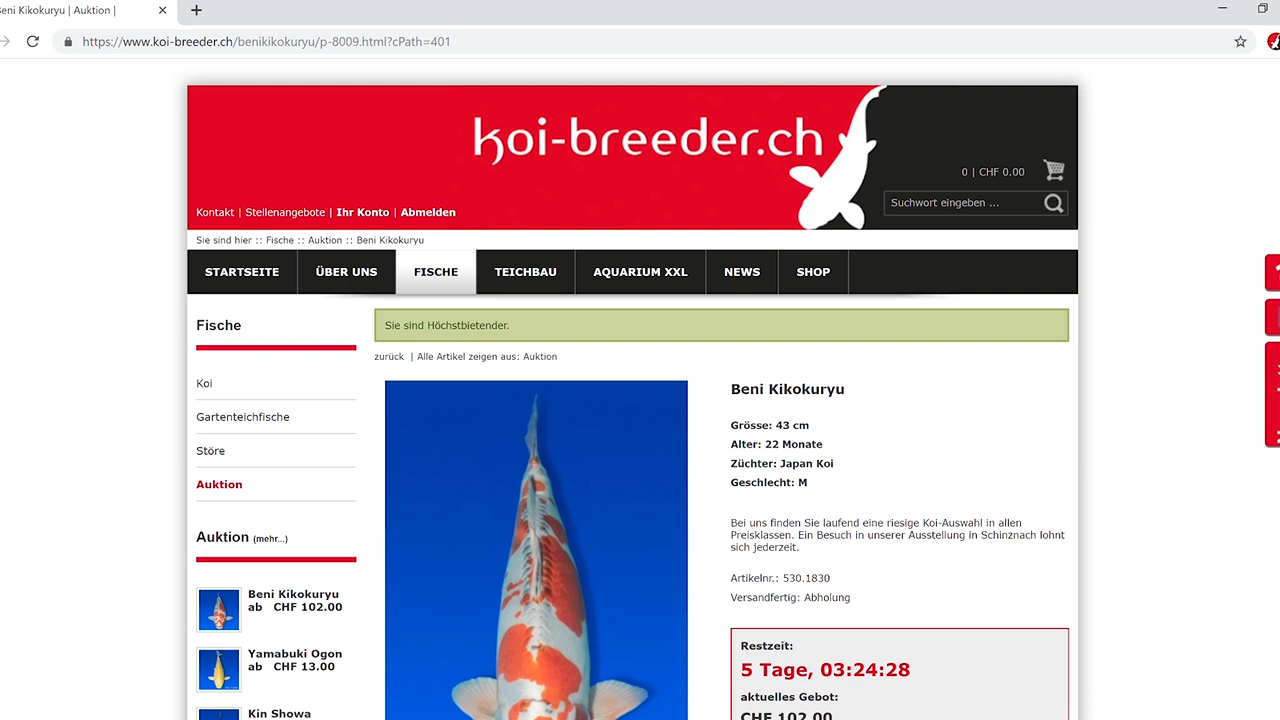 Beni Kikokuryu | Auktion |
https://www.koi-breeder.ch/benikikokuryu/p-8009.html?cPath=401
koi-breeder.ch
0 | CHF 0.00
Suchwort eingeben ...
Kontakt | Stellenangebote | Ihr Konto | Abmelden
Sie sind hier :: Fische :: Auktion :: Beni Kikokuryu
STARTSEITE ÜBER UNS FISCHE TEICHBAU AQUARIUM XXL NEWS SHOP
Fische
Koi
Gartenteichfische
Störe
Auktion
Auktion (mehr...)
Beni Kikokuryu
ab CHF 102.00
Yamabuki Ogon
ab CHF 13.00
Kin Showa
Sie sind Höchstbietender.
zurück | Alle Artikel zeigen aus: Auktion
Beni Kikokuryu
Grösse: 43 cm
Alter: 22 Monate
Züchter: Japan Koi
Geschlecht: M
Bei uns finden Sie laufend eine riesige Koi-Auswahl in allen
Preisklassen. Ein Besuch in unserer Ausstellung in Schinznach lohnt
sich jederzeit.
Artikelnr.: 530.1830
Versandfertig: Abholung
Restzeit:
5 Tage, 03:24:28
aktuelles Gebot:
CHF 102.00